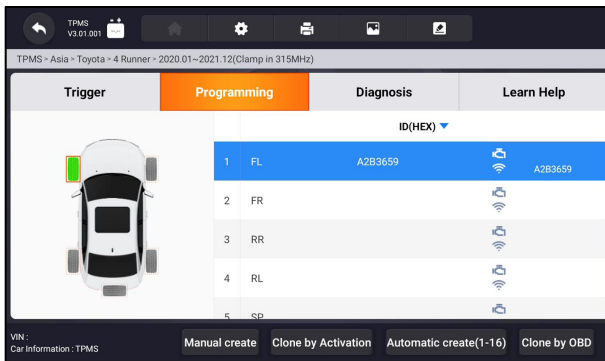 TPMS
V3.01.001
TPMS > Asia > Toyota > 4 Runner > 2020.01~2021.12(Clamp in 315MHz)
Trigger Programming Diagnosis Learn Help
ID(HEX)
1 FL A2B3659 A2B3659
2 FR
3 RR
4 RL
5 SP
VIN :
Car Information : TPMS
Manual create Clone by Activation Automatic create(1-16) Clone by OBD